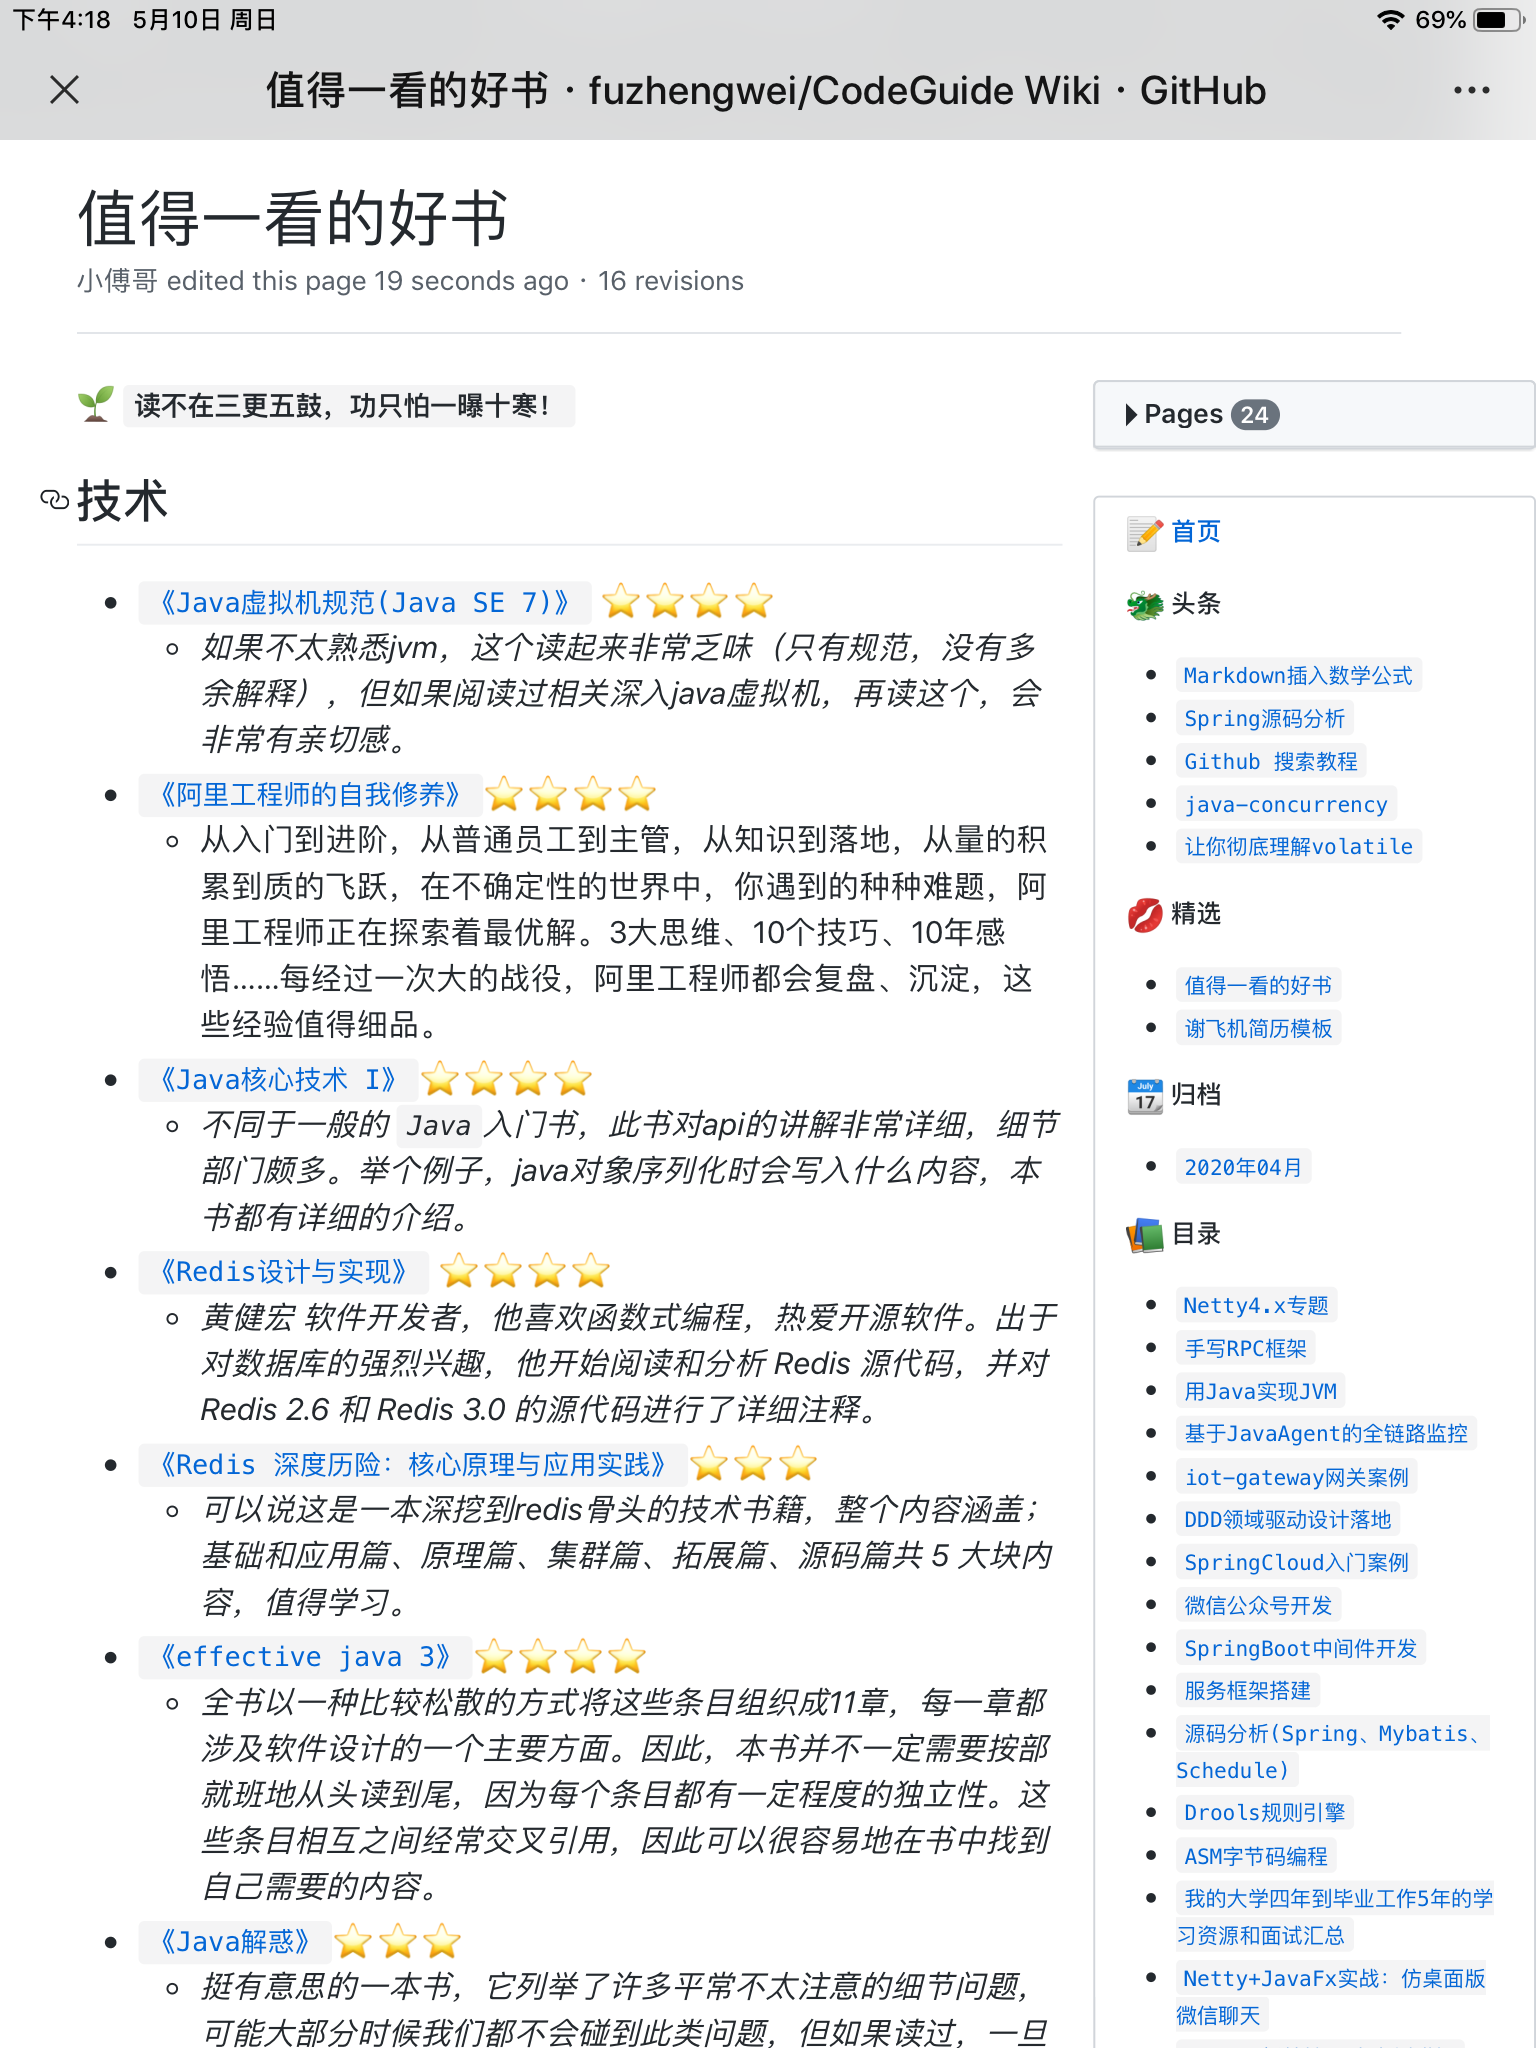 下午4:18 5月10日 周日
69%
值得一看的好书 · fuzhengwei/CodeGuide Wiki · GitHub
值得一看的好书
小傅哥 edited this page 19 seconds ago · 16 revisions
读不在三更五鼓，功只怕一曝十寒！
技术
《Java虚拟机规范(Java SE 7)》
如果不太熟悉jvm，这个读起来非常乏味（只有规范，没有多
余解释），但如果阅读过相关深入java虚拟机，再读这个，会
非常有亲切感。
《阿里工程师的自我修养》
从入门到进阶，从普通员工到主管，从知识到落地，从量的积
累到质的飞跃，在不确定性的世界中，你遇到的种种难题，阿
里工程师正在探索着最优解。3大思维、10个技巧、10年感
悟……每经过一次大的战役，阿里工程师都会复盘、沉淀，这
些经验值得细品。
《Java核心技术 I》
不同于一般的 Java 入门书，此书对api的讲解非常详细，细节
部门颇多。举个例子，java对象序列化时会写入什么内容，本
书都有详细的介绍。
《Redis设计与实现》
黄健宏 软件开发者，他喜欢函数式编程，热爱开源软件。出于
对数据库的强烈兴趣，他开始阅读和分析 Redis 源代码，并对
Redis 2.6 和 Redis 3.0 的源代码进行了详细注释。
《Redis 深度历险：核心原理与应用实践》
可以说这是一本深挖到redis骨头的技术书籍，整个内容涵盖；
基础和应用篇、原理篇、集群篇、拓展篇、源码篇共 5 大块内
容，值得学习。
《effective java 3》
全书以一种比较松散的方式将这些条目组织成11章，每一章都
涉及软件设计的一个主要方面。因此，本书并不一定需要按部
就班地从头读到尾，因为每个条目都有一定程度的独立性。这
些条目相互之间经常交叉引用，因此可以很容易地在书中找到
自己需要的内容。
《Java解惑》
挺有意思的一本书，它列举了许多平常不太注意的细节问题，
可能大部分时候我们都不会碰到此类问题，但如果读过，一旦
Pages 24
首页
头条
Markdown插入数学公式
Spring源码分析
Github 搜索教程
java-concurrency
让你彻底理解volatile
精选
值得一看的好书
谢飞机简历模板
July
17
归档
2020年04月
目录
Netty4.x专题
手写RPC框架
用Java实现JVM
基于JavaAgent的全链路监控
iot-gateway网关案例
DDD领域驱动设计落地
SpringCloud入门案例
微信公众号开发
SpringBoot中间件开发
服务框架搭建
源码分析(Spring、Mybatis、
Schedule)
Drools规则引擎
ASM字节码编程
我的大学四年到毕业工作5年的学
习资源和面试汇总
Netty+JavaFx实战：仿桌面版
微信聊天